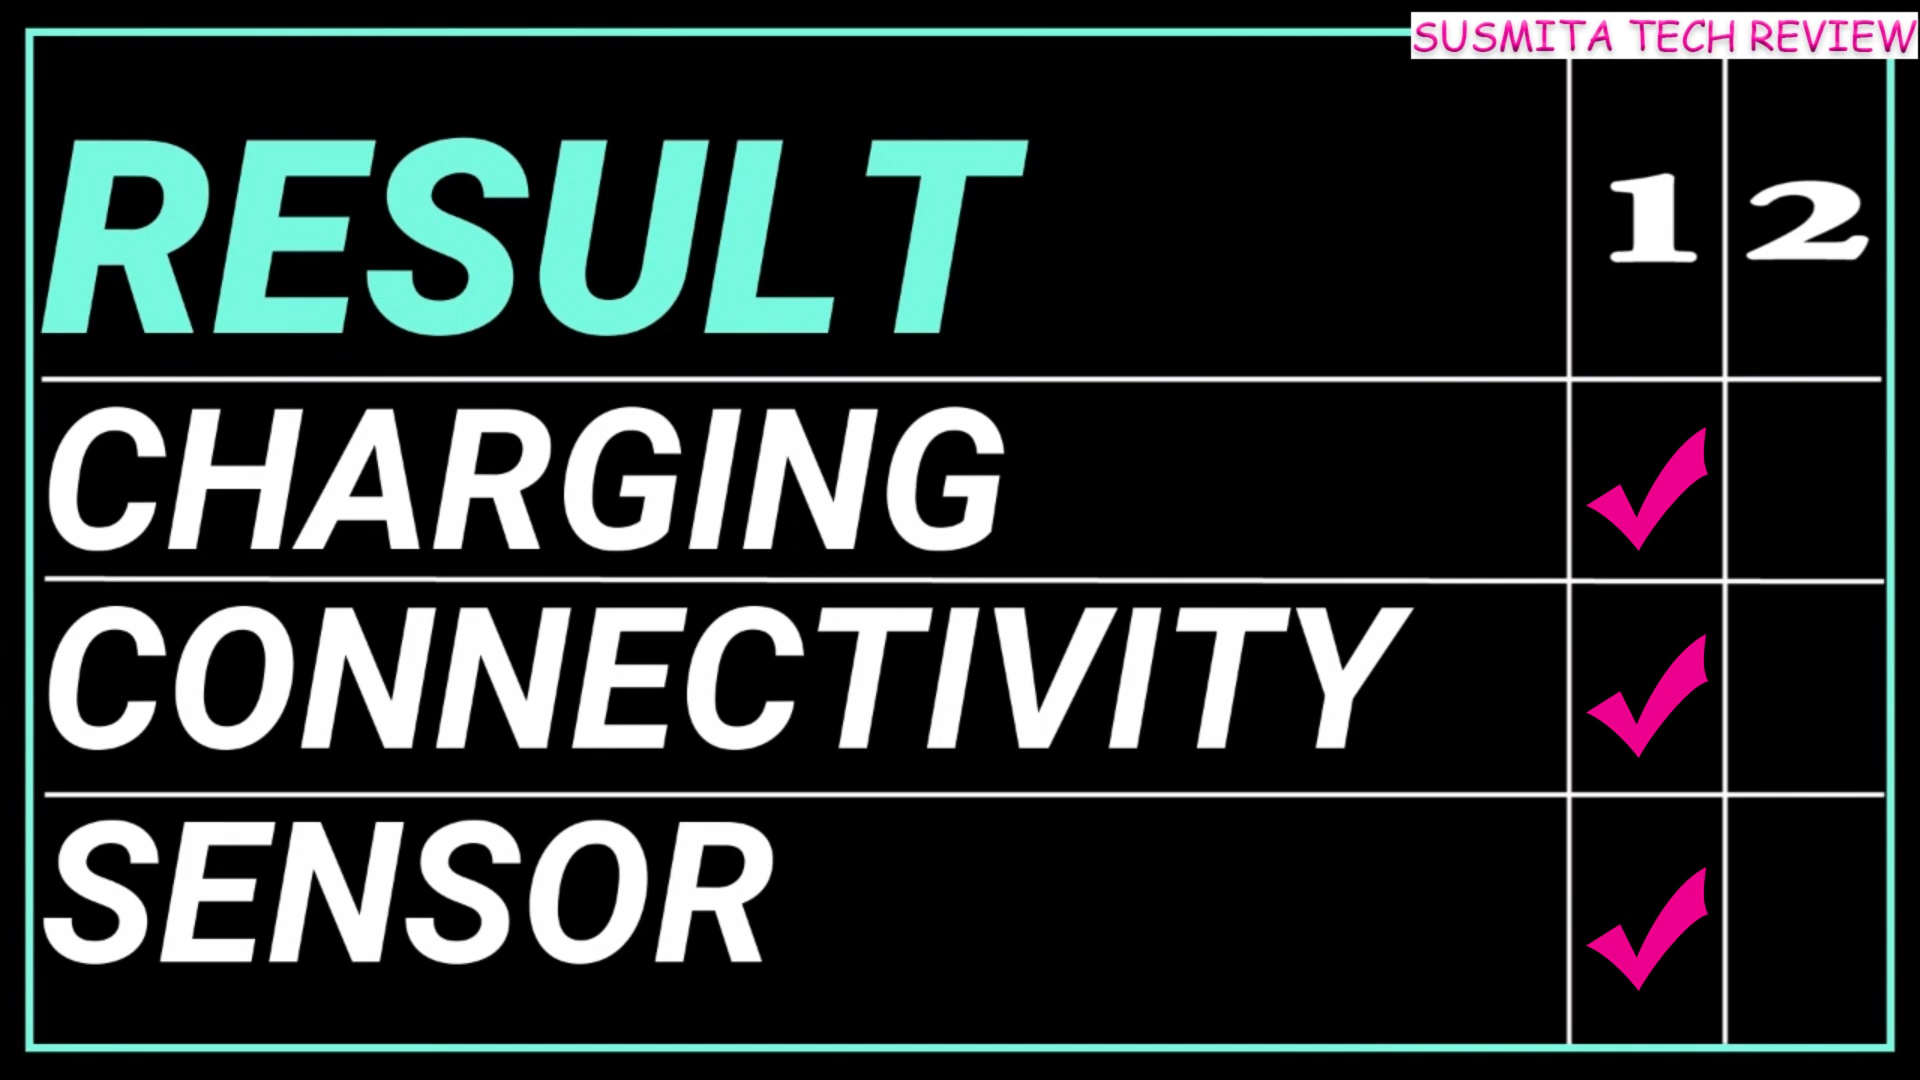 SUSMITA TECH REVIEW
RESULT 1 2
CHARGING
CONNECTIVITY
SENSOR